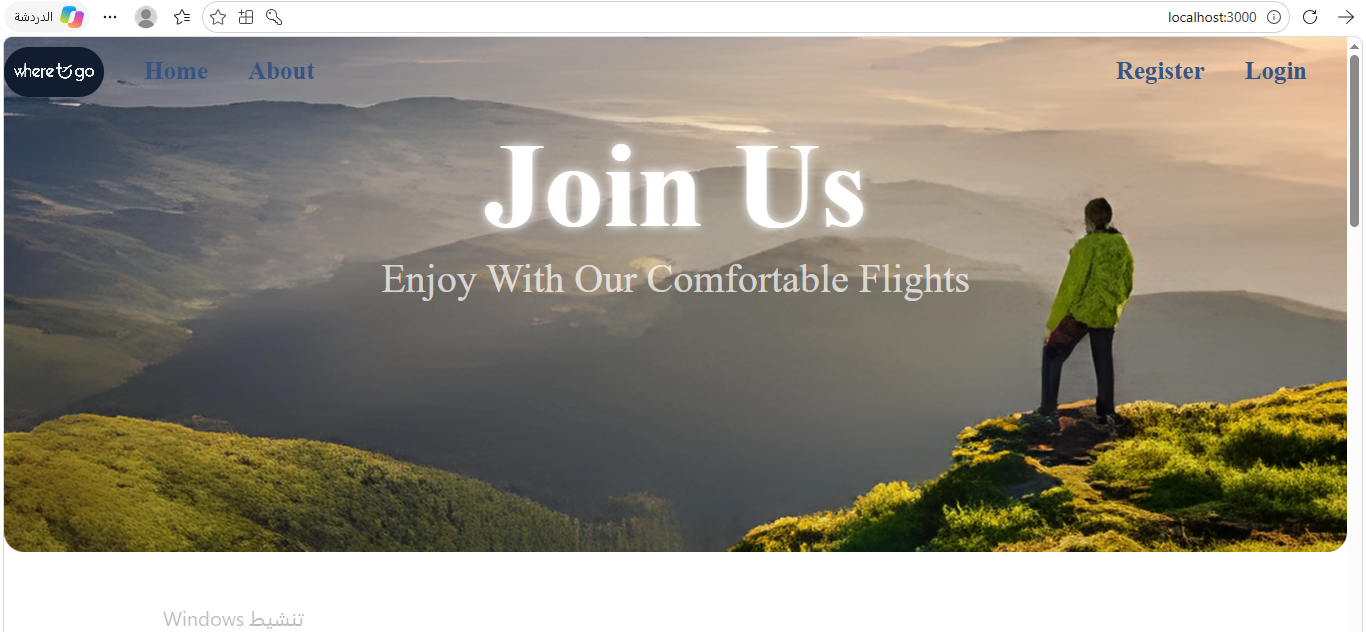 الدردشة
localhost:3000
where to go
Home
About
Register
Login
Join Us
Enjoy With Our Comfortable Flights
تنشيط Windows